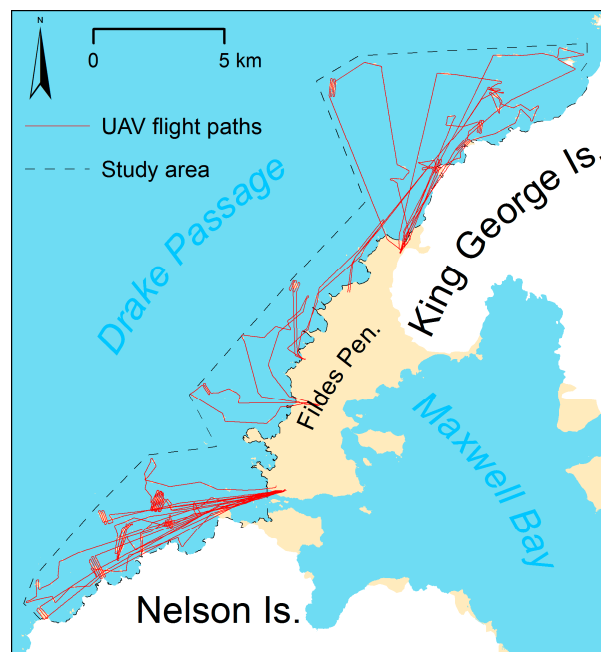 N
0 5 km
UAV flight paths
Study area
Drake Passage
King George Is.
Fildes Pen.
Maxwell Bay
Nelson Is.